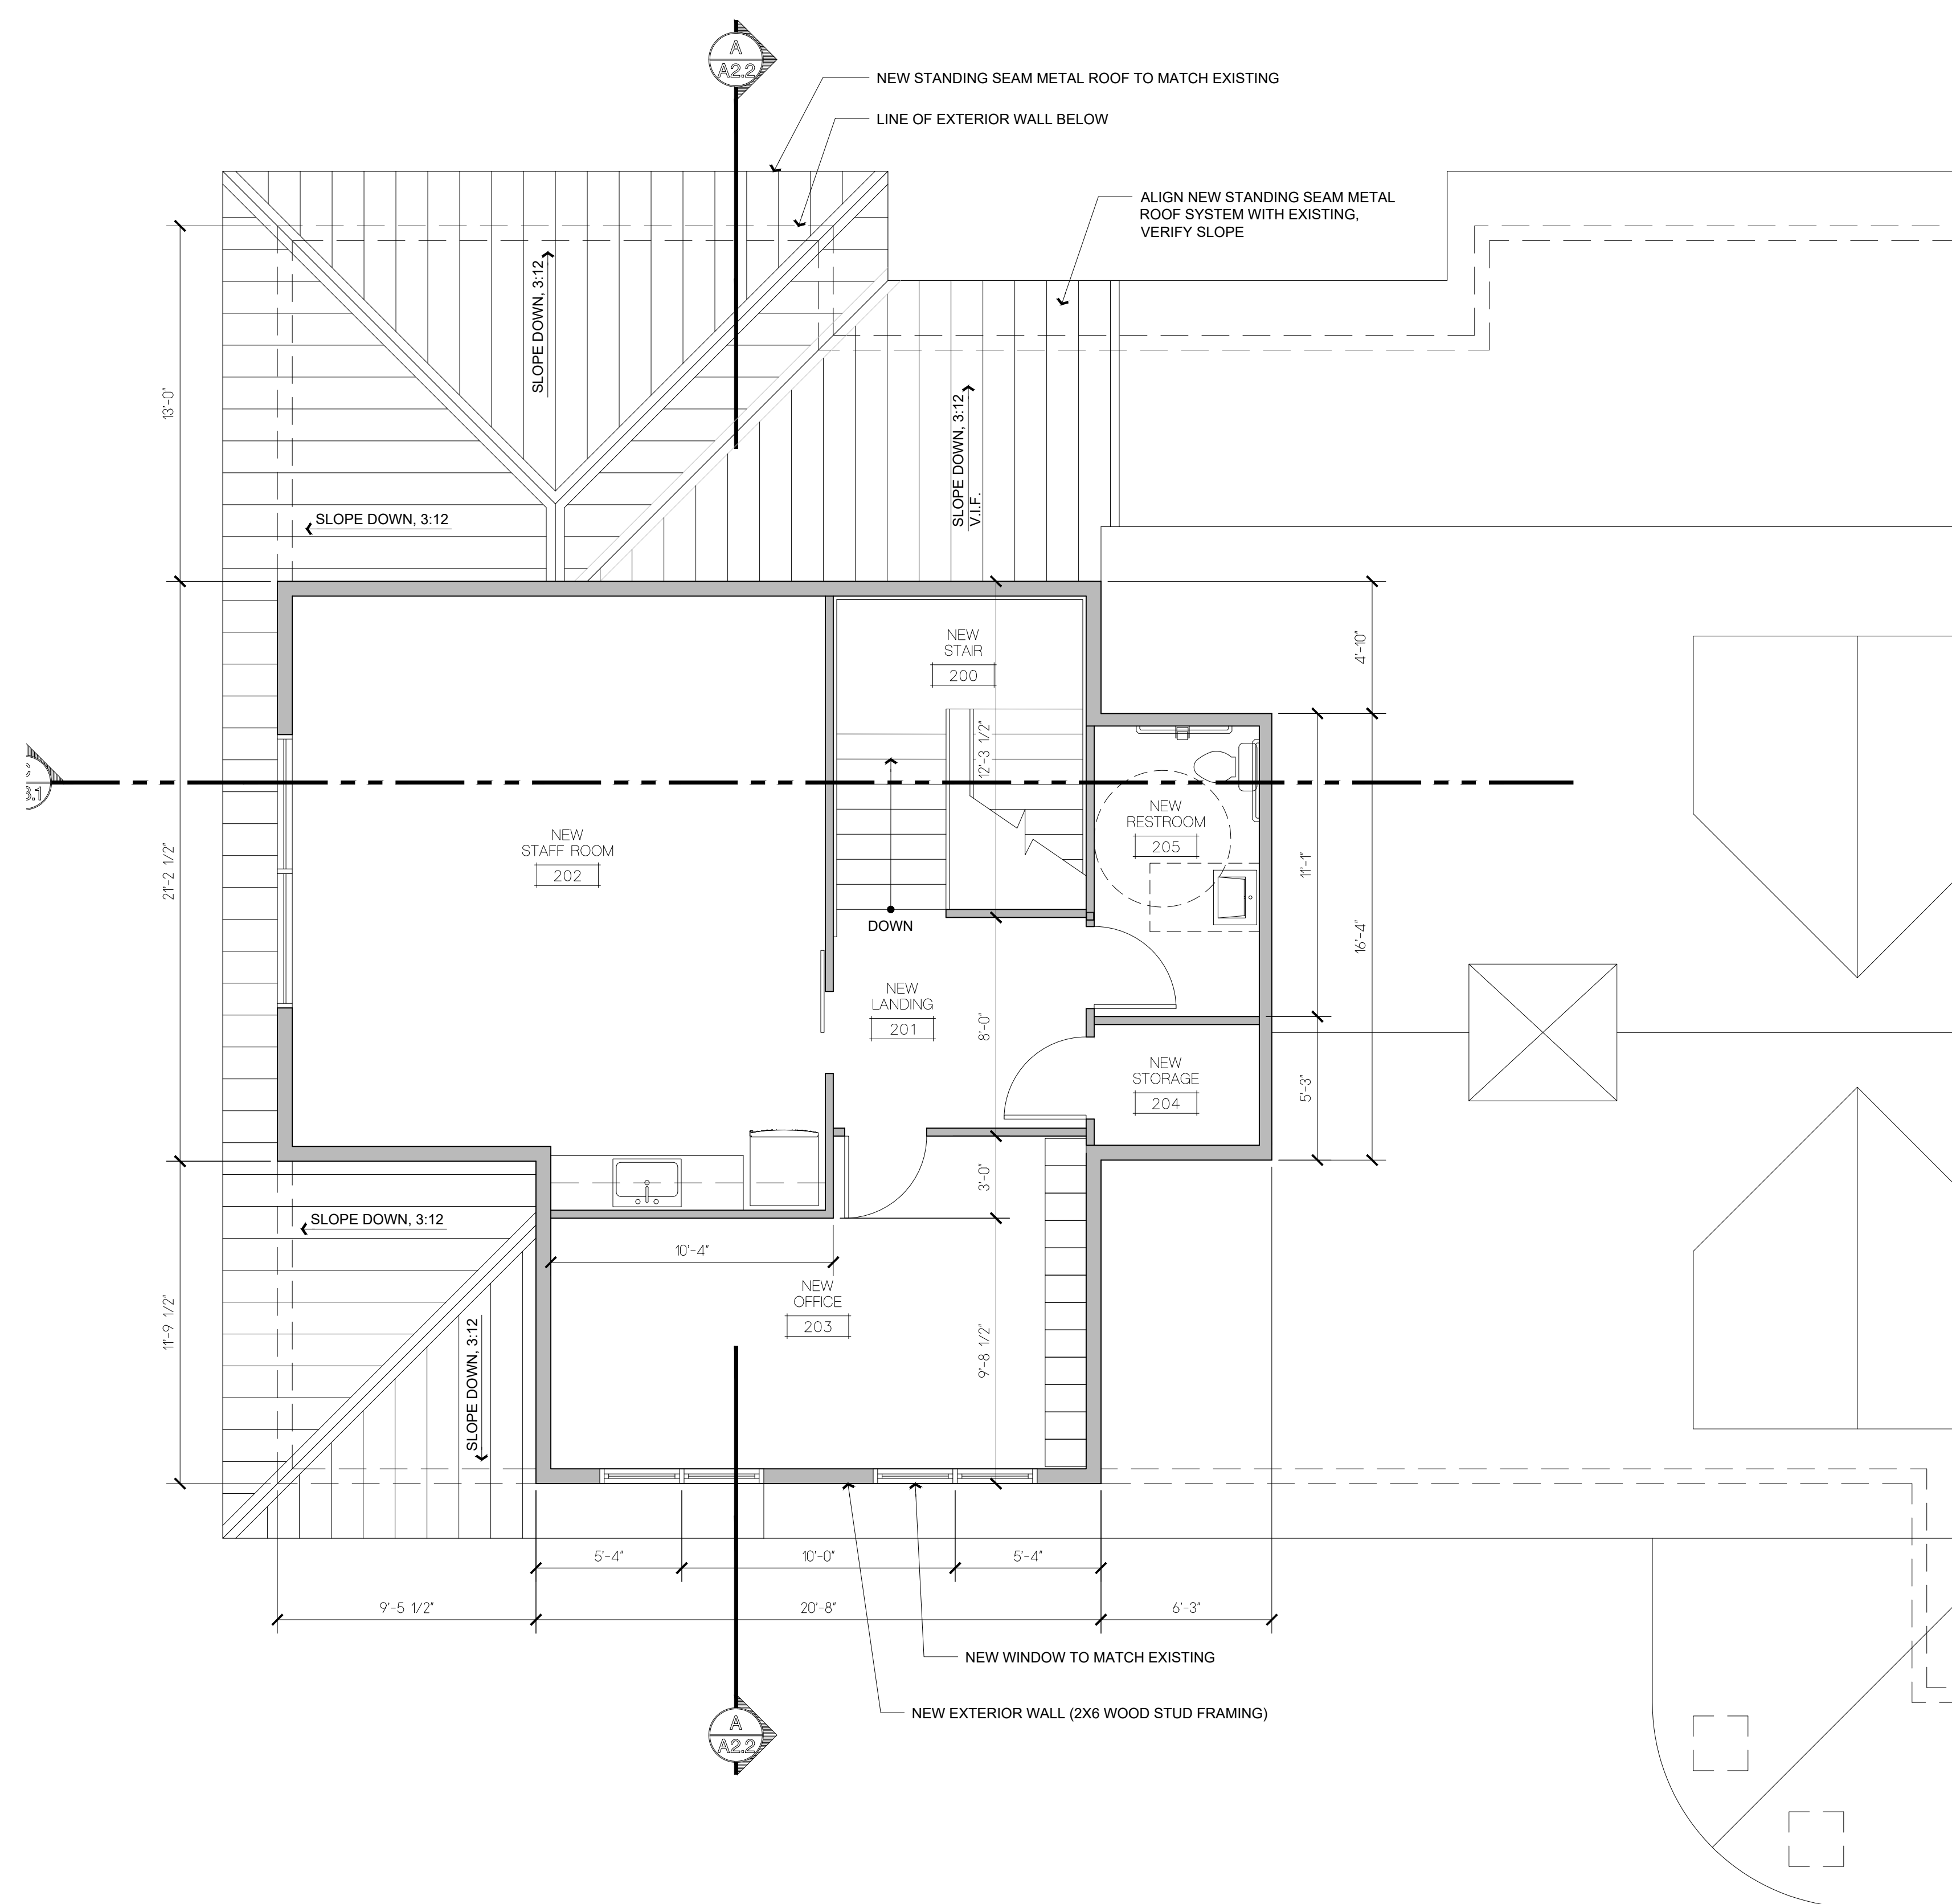 A
A2.2
NEW STANDING SEAM METAL ROOF TO MATCH EXISTING
LINE OF EXTERIOR WALL BELOW
ALIGN NEW STANDING SEAM METAL
ROOF SYSTEM WITH EXISTING,
VERIFY SLOPE
SLOPE DOWN, 3:12
SLOPE DOWN, 3:12
V.I.F.
SLOPE DOWN, 3:12
13'-0"
21'-2 1/2"
11'-9 1/2"
NEW
STAIR
200
12'-3 1/2"
4'-10"
16'-4"
11'-1"
5'-3"
NEW
STAFF ROOM
202
NEW
RESTROOM
205
DOWN
NEW
LANDING
201
8'-0"
NEW
STORAGE
204
3'-0"
SLOPE DOWN, 3:12
SLOPE DOWN, 3:12
10'-4"
NEW
OFFICE
203
9'-8 1/2"
5'-4"
10'-0"
5'-4"
9'-5 1/2"
20'-8"
6'-3"
NEW WINDOW TO MATCH EXISTING
NEW EXTERIOR WALL (2X6 WOOD STUD FRAMING)
A
A2.2